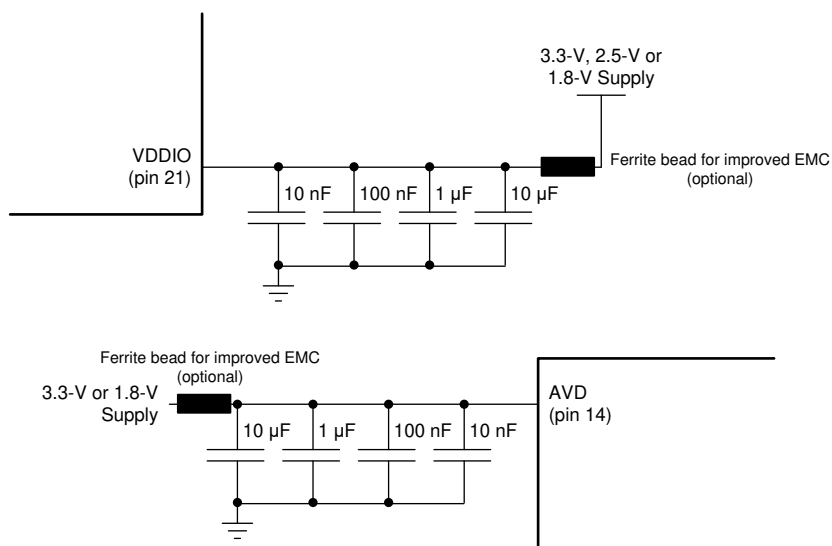 3.3-V, 2.5-V or
1.8-V Supply
VDDIO
(pin 21)
Ferrite bead for improved EMC
(optional)
10 nF
100 nF
1 µF
10 µF
Ferrite bead for improved EMC
(optional)
3.3-V or 1.8-V
Supply
AVD
(pin 14)
10 µF
1 µF
100 nF
10 nF